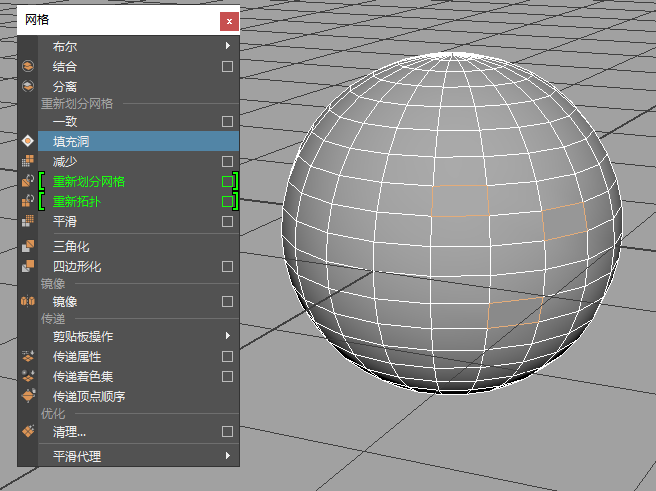 网格
x
布尔
结合
分离
重新划分网格
一致
填充洞
减少
重新划分网格
重新拓扑
平滑
三角化
四边形化
镜像
镜像
传递
剪贴板操作
传递属性
传递着色集
传递顶点顺序
优化
清理...
平滑代理